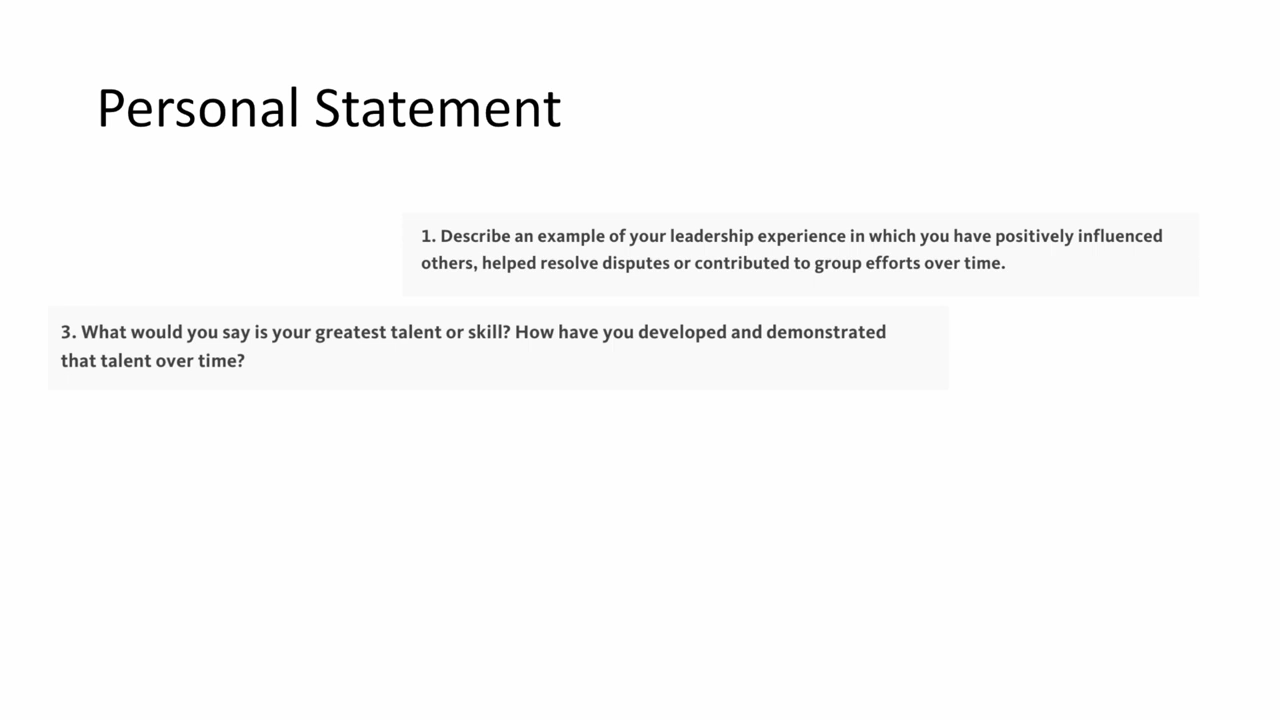 Personal Statement
1. Describe an example of your leadership experience in which you have positively influenced
others, helped resolve disputes or contributed to group efforts over time.
3. What would you say is your greatest talent or skill? How have you developed and demonstrated
that talent over time?